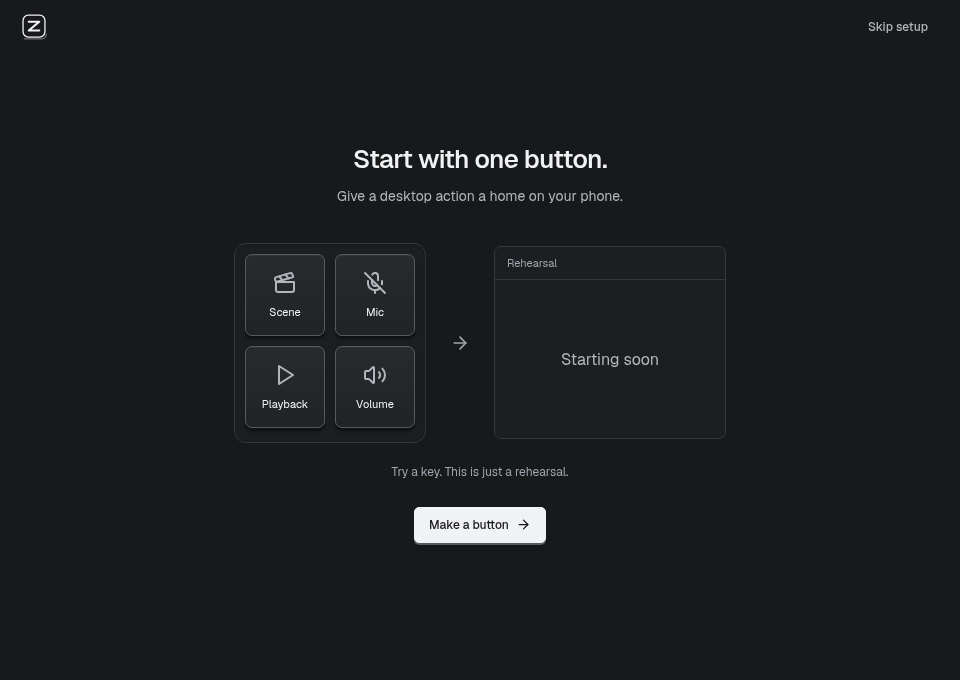 Z
Skip setup
Start with one button.
Give a desktop action a home on your phone.
Scene
Mic
Playback
Volume
Rehearsal
Starting soon
Try a key. This is just a rehearsal.
Make a button